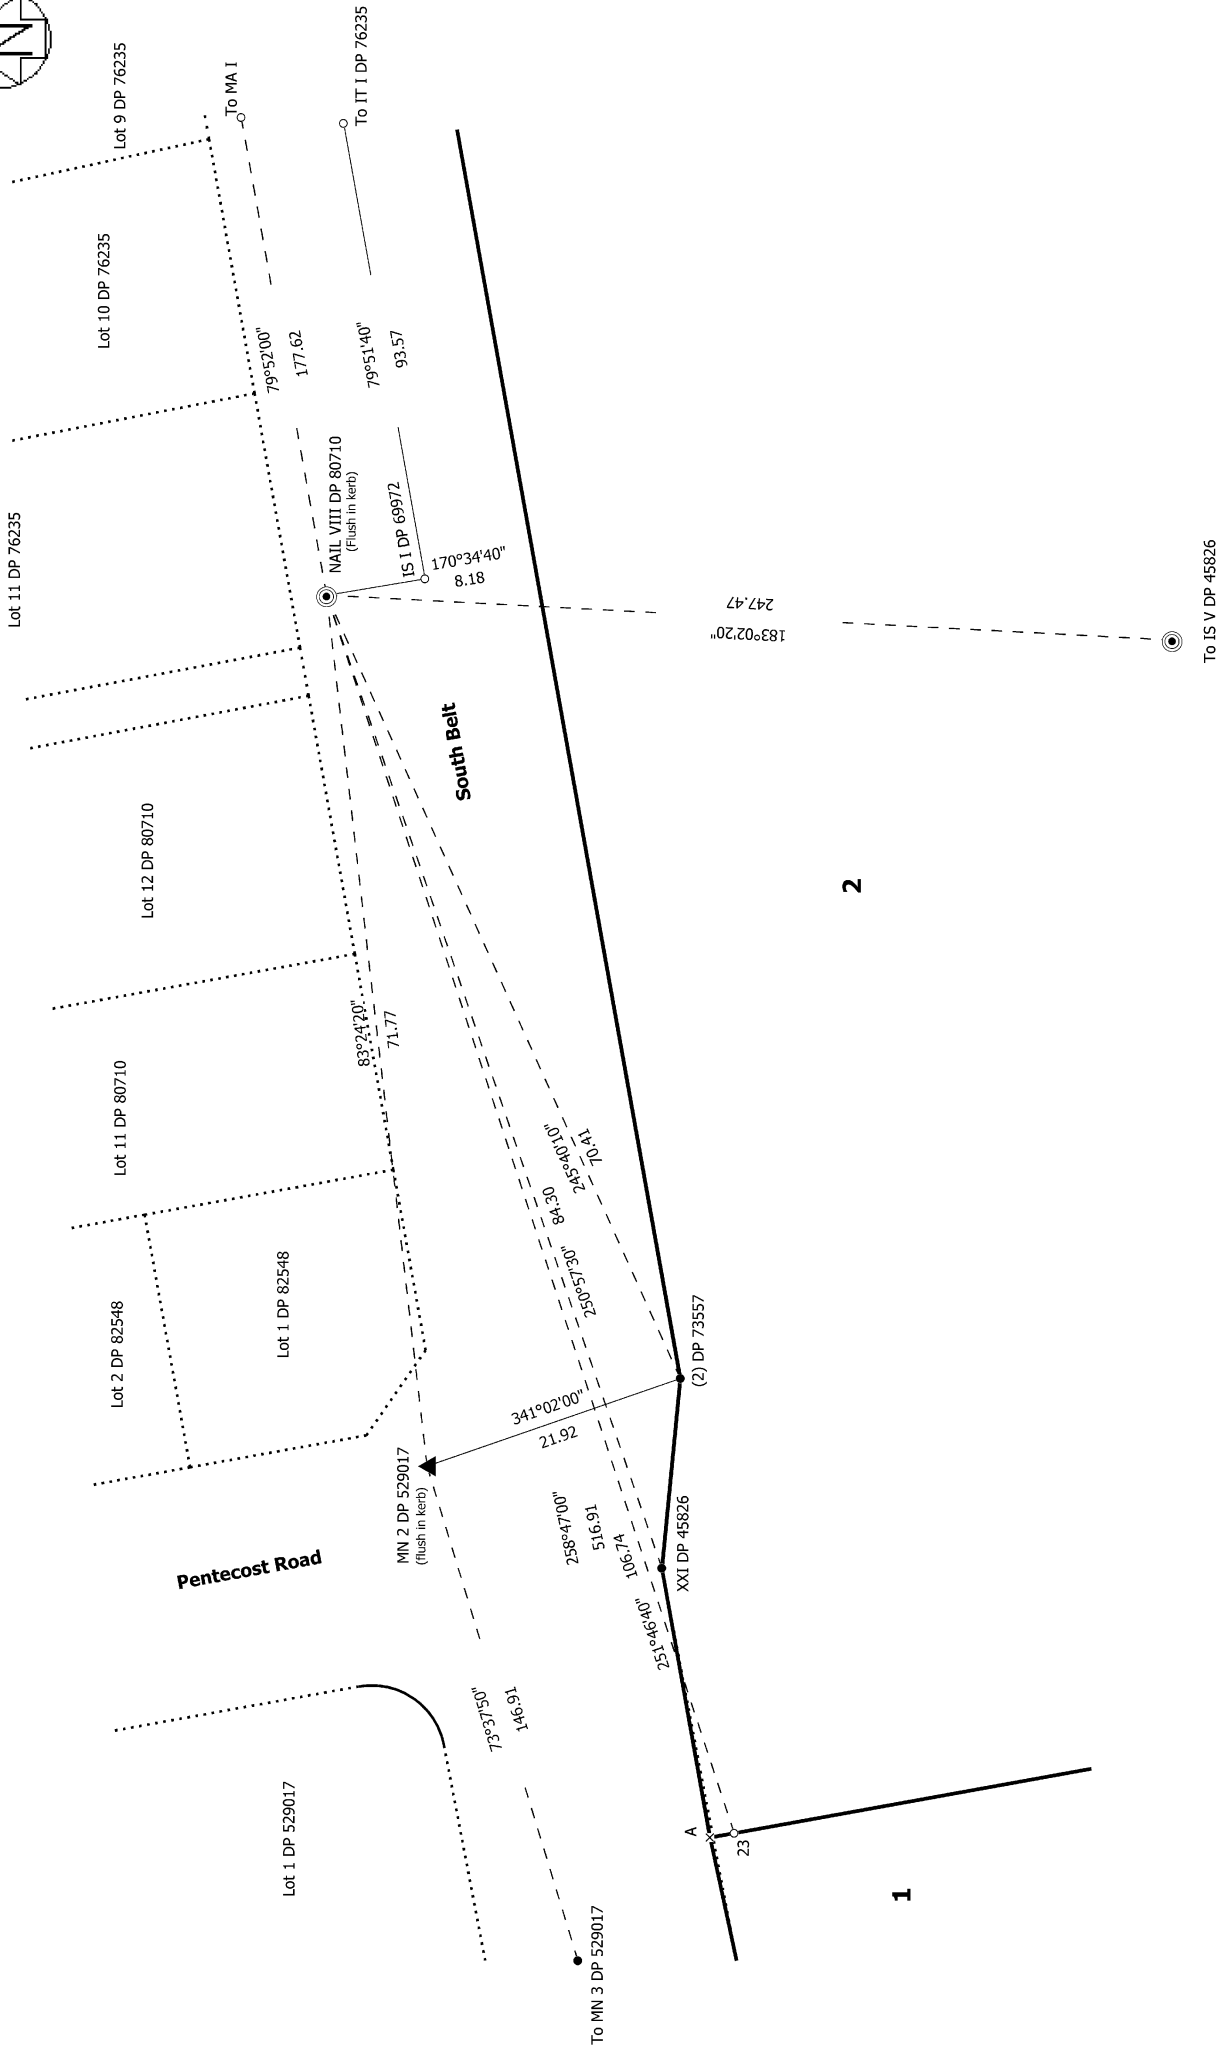 N
Lot 9 DP 76235
To MA I
To IT I DP 76235
Lot 10 DP 76235
79°52'00"
177.62
79°51'40"
93.57
Lot 11 DP 76235
NAIL VIII DP 80710
(Flush in kerb)
IS I DP 69972
170°34'40"
8.18
183°02'20"
247.47
To IS V DP 45826
South Belt
Lot 12 DP 80710
2
83°24'20"
71.77
Lot 11 DP 80710
245°40'10"
70.41
84.30
250°57'30"
Lot 2 DP 82548
Lot 1 DP 82548
(2) DP 73557
341°02'00"
21.92
MN 2 DP 529017
(flush in kerb)
258°47'00"
516.91
106.74
251°46'40"
XXI DP 45826
Pentecost Road
73°37'50"
146.91
Lot 1 DP 529017
A
23
1
To MN 3 DP 529017